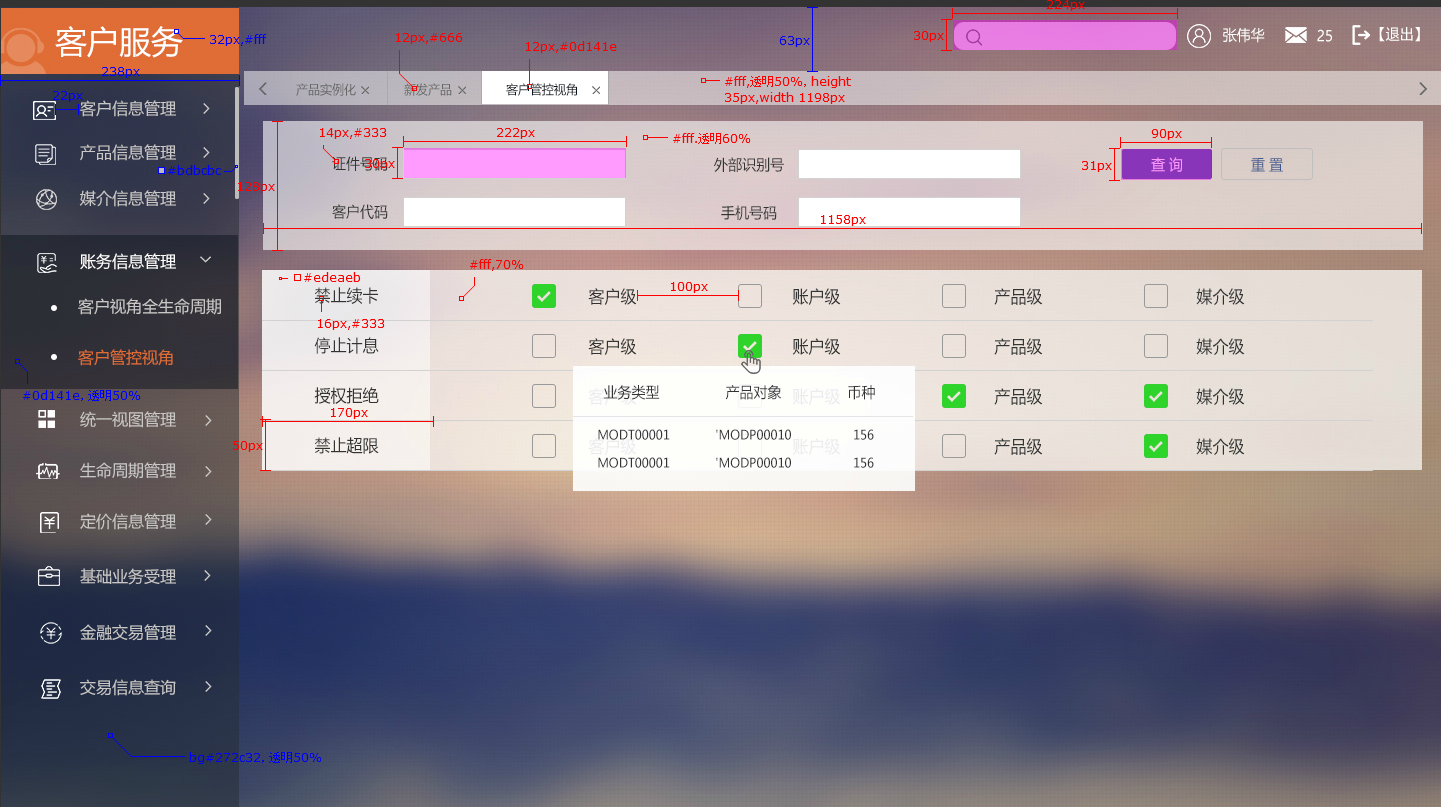 客户服务
32px,#fff
238px
63px
224px
30px
张伟华
25
【退出】
产品实例化 ×
新发产品 ×
客户管控视角 ×
12px,#666
12px,#0d141e
#fff,透明50%, height
35px,width 1198px
22px
客户信息管理
产品信息管理
#bdbcbc
媒介信息管理
账务信息管理
客户视角全生命周期
客户管控视角
#0d141e, 透明50%
统一视图管理
生命周期管理
定价信息管理
基础业务受理
金融交易管理
交易信息查询
bg#272c32, 透明50%
14px,#333
222px
#fff.透明60%
90px
证件号码
30px
外部识别号
31px
查 询
重 置
128px
客户代码
手机号码
1158px
#fff,70%
#edeaeb
禁止续卡
客户级
100px
账户级
产品级
媒介级
16px,#333
停止计息
客户级
账户级
产品级
媒介级
授权拒绝
客户级
账户级
产品级
媒介级
170px
50px
禁止超限
客户级
账户级
产品级
媒介级
业务类型
产品对象
币种
MODT00001
'MODP00010
156
MODT00001
'MODP00010
156